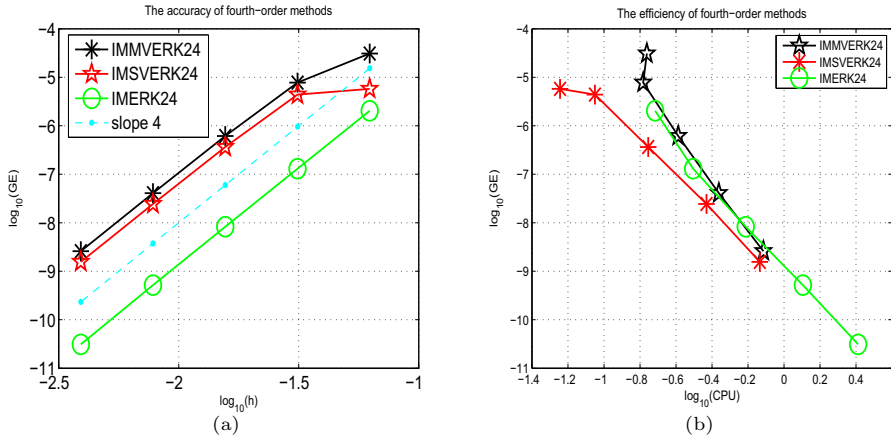 The accuracy of fourth-order methods
-4
-5
-6
-7
-8
-9
-10
-11
log10(GE)
IMMVERK24
IMSVERK24
IMERK24
slope 4
-2.5
-2
-1.5
-1
log10(h)
(a)
The efficiency of fourth-order methods
-4
-5
-6
-7
-8
-9
-10
-11
log10(GE)
IMMVERK24
IMSVERK24
IMERK24
-1.4
-1.2
-1
-0.8
-0.6
-0.4
-0.2
0
0.2
0.4
log10(CPU)
(b)